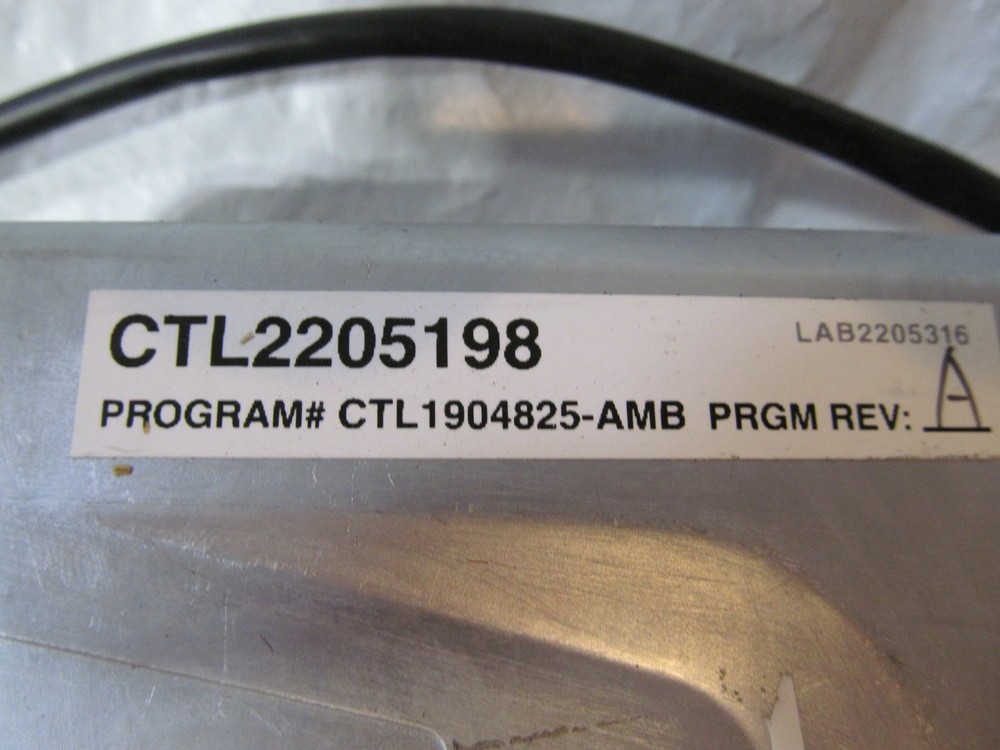 CTL2205198
LAB2205316
PROGRAM# CTL1904825-AMB PRGM REV: A